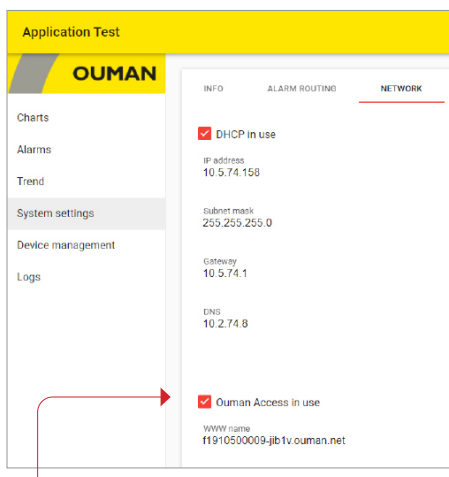 Application Test
OUMAN
INFO ALARM ROUTING NETWORK
Charts
Alarms
Trend
System settings
Device management
Logs
DHCP in use
IP address
10.5.74.158
Subnet mask
255.255.255.0
Gateway
10.5.74.1
DNS
10.2.74.8
Ouman Access in use
WWW name
f1910500009-jib1v.ouman.net